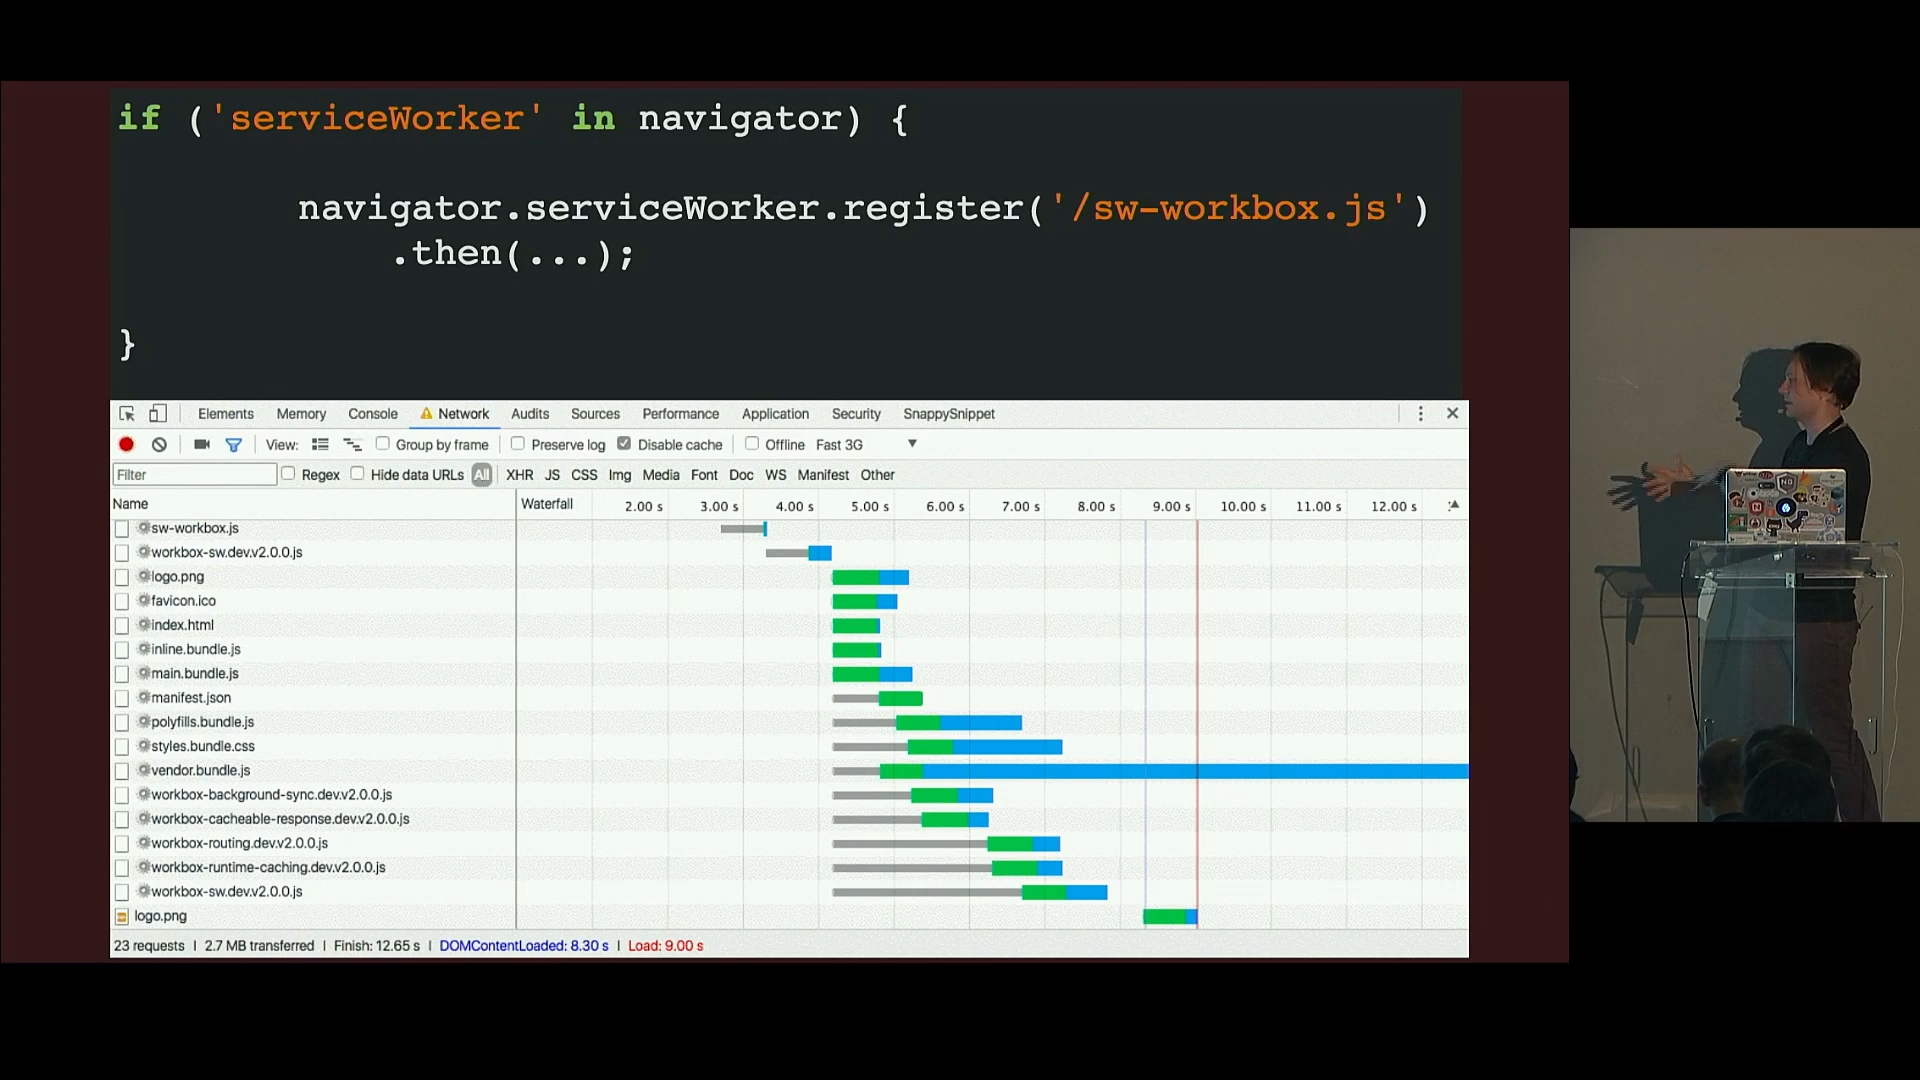 if ('serviceWorker' in navigator) {
navigator.serviceWorker.register('/sw-workbox.js')
.then(...);
}
Elements Memory Console Network Audits Sources Performance Application Security SnappySnippet
View: Group by frame Preserve log Disable cache Offline Fast 3G
Filter Regex Hide data URLs All XHR JS CSS Img Media Font Doc WS Manifest Other
Name Waterfall 2.00 s 3.00 s 4.00 s 5.00 s 6.00 s 7.00 s 8.00 s 9.00 s 10.00 s 11.00 s 12.00 s
sw-workbox.js
workbox-sw.dev.v2.0.0.js
logo.png
favicon.ico
index.html
inline.bundle.js
main.bundle.js
manifest.json
polyfills.bundle.js
styles.bundle.css
vendor.bundle.js
workbox-background-sync.dev.v2.0.0.js
workbox-cacheable-response.dev.v2.0.0.js
workbox-routing.dev.v2.0.0.js
workbox-runtime-caching.dev.v2.0.0.js
workbox-sw.dev.v2.0.0.js
logo.png
23 requests | 2.7 MB transferred | Finish: 12.65 s | DOMContentLoaded: 8.30 s | Load: 9.00 s